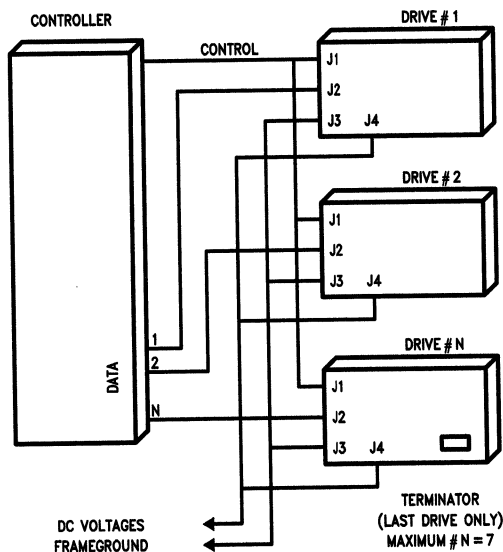 CONTROLLER
DRIVE # 1
CONTROL
J1
J2
J3 J4
DRIVE # 2
J1
J2
J3 J4
DRIVE # N
1
2
N
DATA
J1
J2
J3 J4
DC VOLTAGES
FRAMEGROUND
TERMINATOR
(LAST DRIVE ONLY)
MAXIMUM # N = 7